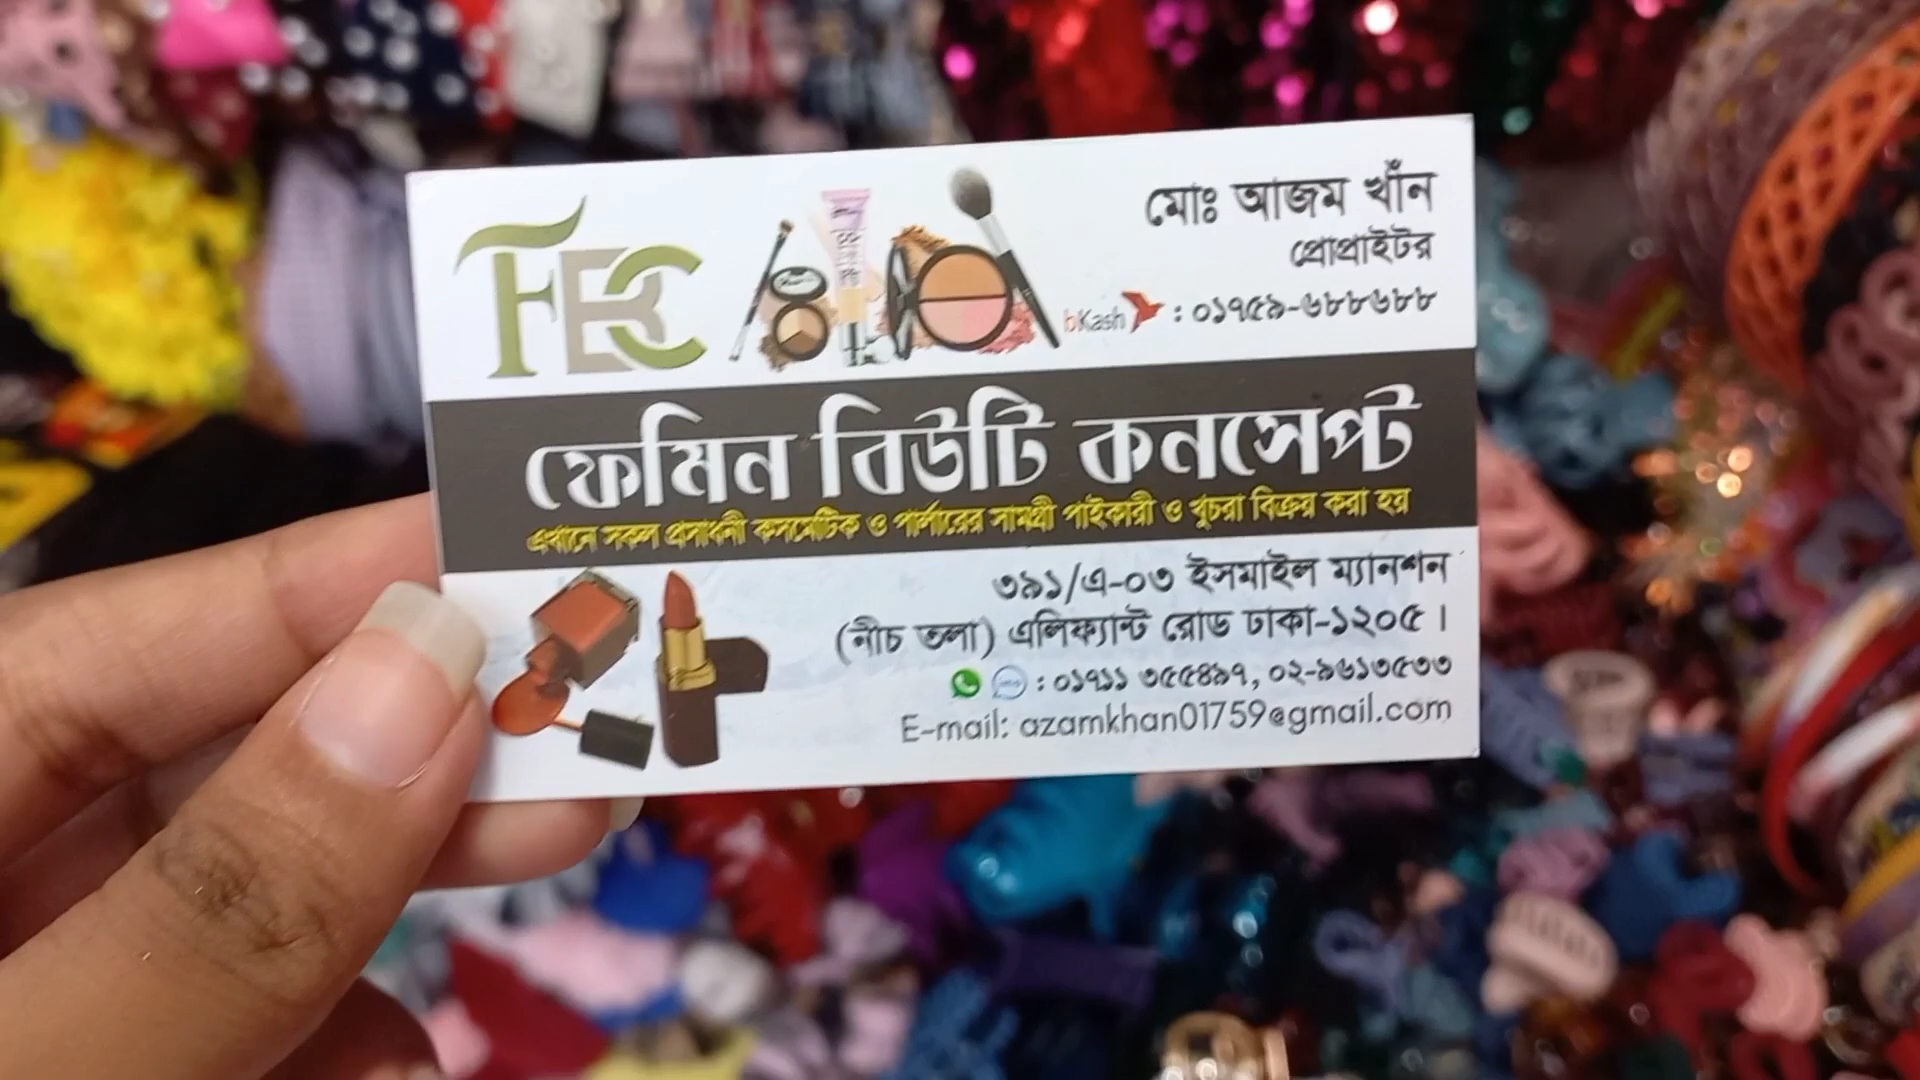 FBC
মোঃ আজম খাঁন
প্রোপ্রাইটর
bKash : ০১৭৫৯-৬৮৮৬৮৮
ফেমিন বিউটি কনসেপ্ট
এখানে সকল প্রসাধনী কসমেটিক ও পার্লারের সামগ্রী পাইকারী ও খুচরা বিক্রয় করা হয়
৩৯১/এ-০৩ ইসমাইল ম্যানশন
(নীচ তলা) এলিফ্যান্ট রোড ঢাকা-১২০৫।
: ০১৭১১ ৩৫৫৪৯৭, ০২-৯৬১৩৫৩৩
E-mail: azamkhan01759@gmail.com